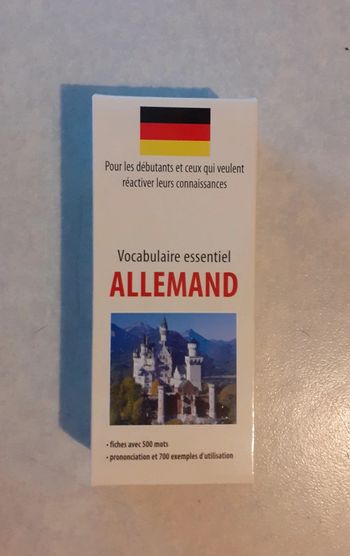 Pour les débutants et ceux qui veulent
réactiver leurs connaissances
Vocabulaire essentiel
ALLEMAND
• fiches avec 500 mots
• prononciation et 700 exemples d'utilisation